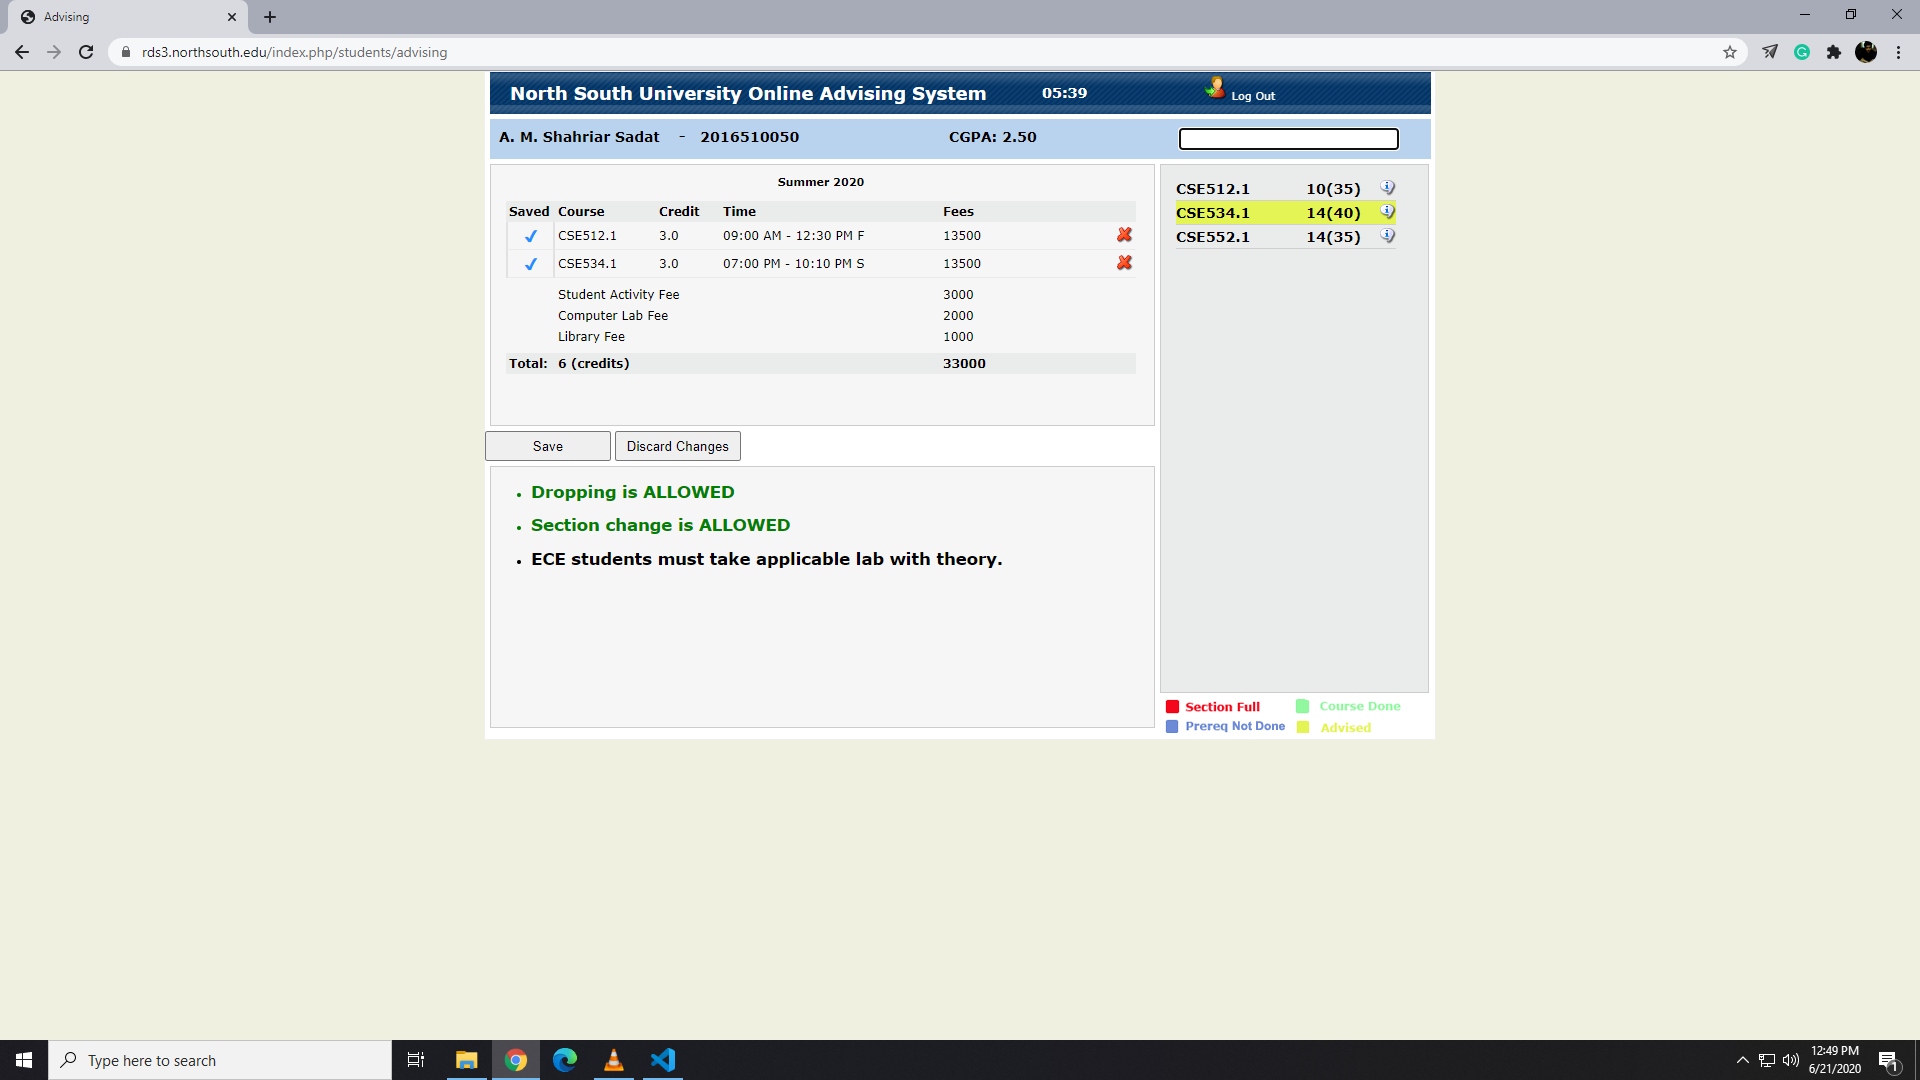 Advising
rds3.northsouth.edu/index.php/students/advising
North South University Online Advising System 05:39 Log Out
A. M. Shahriar Sadat - 2016510050 CGPA: 2.50
Summer 2020
Saved Course Credit Time Fees
CSE512.1 3.0 09:00 AM - 12:30 PM F 13500
CSE534.1 3.0 07:00 PM - 10:10 PM S 13500
Student Activity Fee 3000
Computer Lab Fee 2000
Library Fee 1000
Total: 6 (credits) 33000
Save Discard Changes
• Dropping is ALLOWED
• Section change is ALLOWED
• ECE students must take applicable lab with theory.
CSE512.1 10(35)
CSE534.1 14(40)
CSE552.1 14(35)
Section Full Course Done
Prereq Not Done Advised
Type here to search
12:49 PM
6/21/2020
1